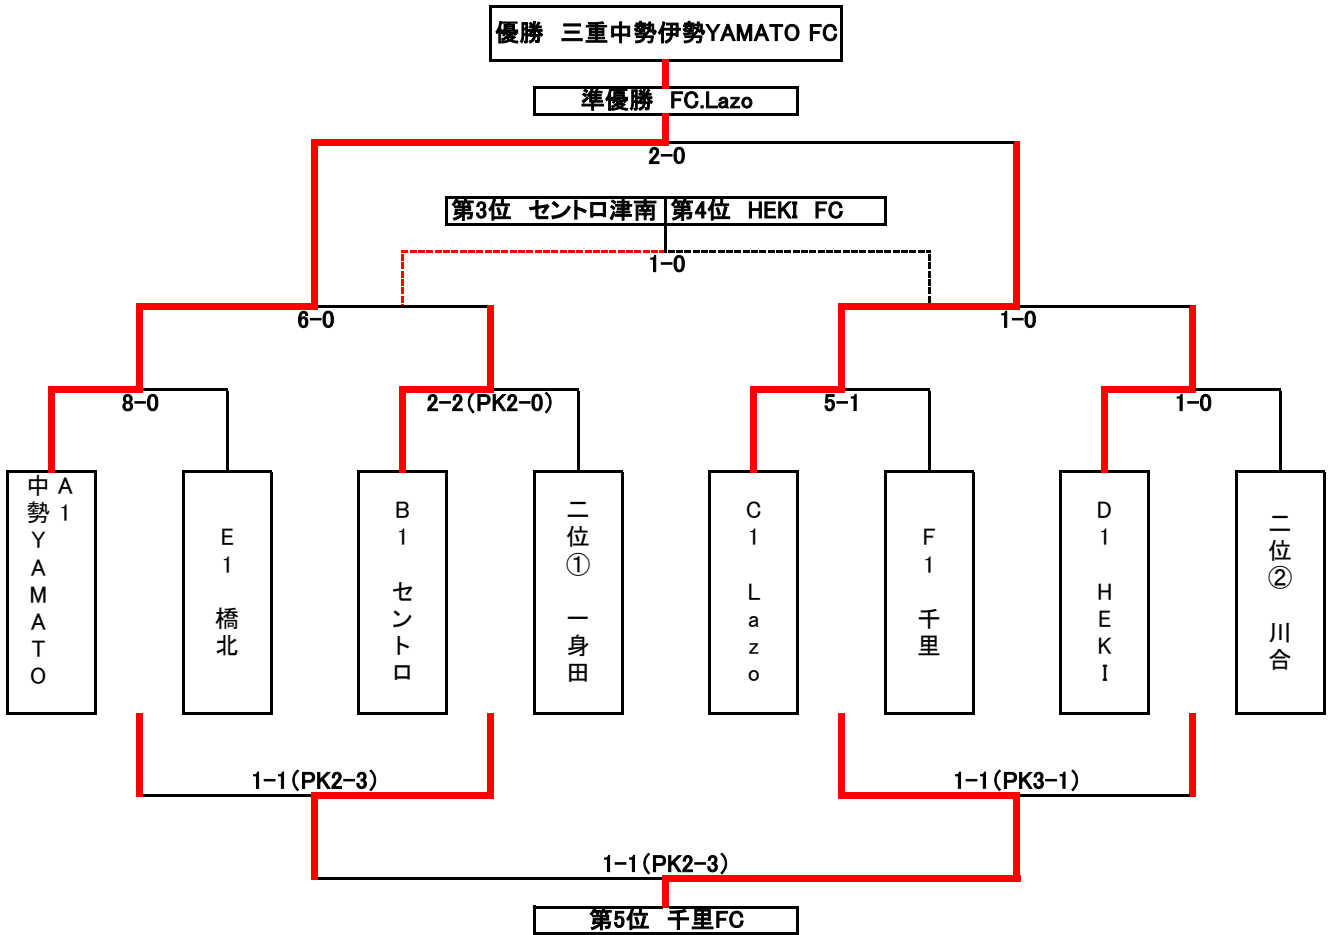 優勝　三重中勢伊勢YAMATO FC
準優勝　FC.Lazo
2-0
第3位　セントロ津南
第4位　HEKI　FC
1-0
6-0
1-0
8-0
2-2（PK2-0）
5-1
1-0
A1
中勢YAMATO
E1　橋北
B1　セントロ
二位①　一身田
C1　Lazo
F1　千里
D1　HEKI
二位②　川合
1-1（PK2-3）
1-1（PK3-1）
1-1（PK2-3）
第5位　千里FC